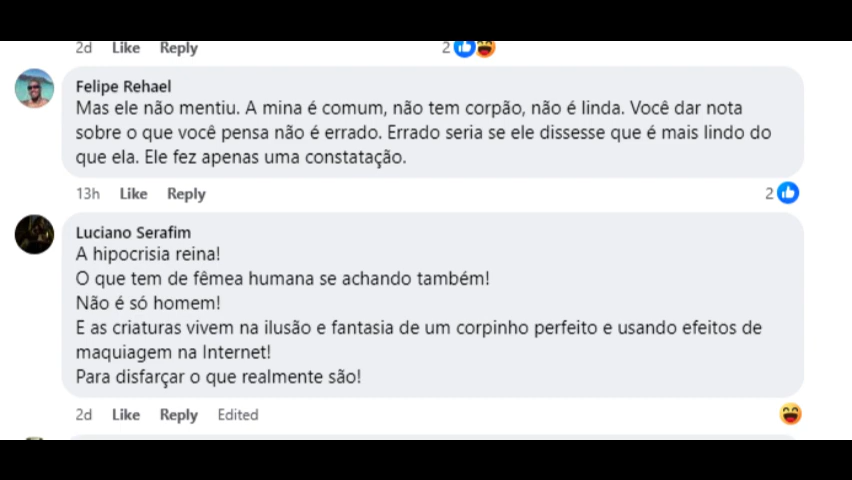 2d Like Reply 2
Felipe Rehael
Mas ele não mentiu. A mina é comum, não tem corpão, não é linda. Você dar nota
sobre o que você pensa não é errado. Errado seria se ele dissesse que é mais lindo do
que ela. Ele fez apenas uma constatação.
13h Like Reply 2
Luciano Serafim
A hipocrisia reina!
O que tem de fêmea humana se achando também!
Não é só homem!
E as criaturas vivem na ilusão e fantasia de um corpinho perfeito e usando efeitos de
maquiagem na Internet!
Para disfarçar o que realmente são!
2d Like Reply Edited